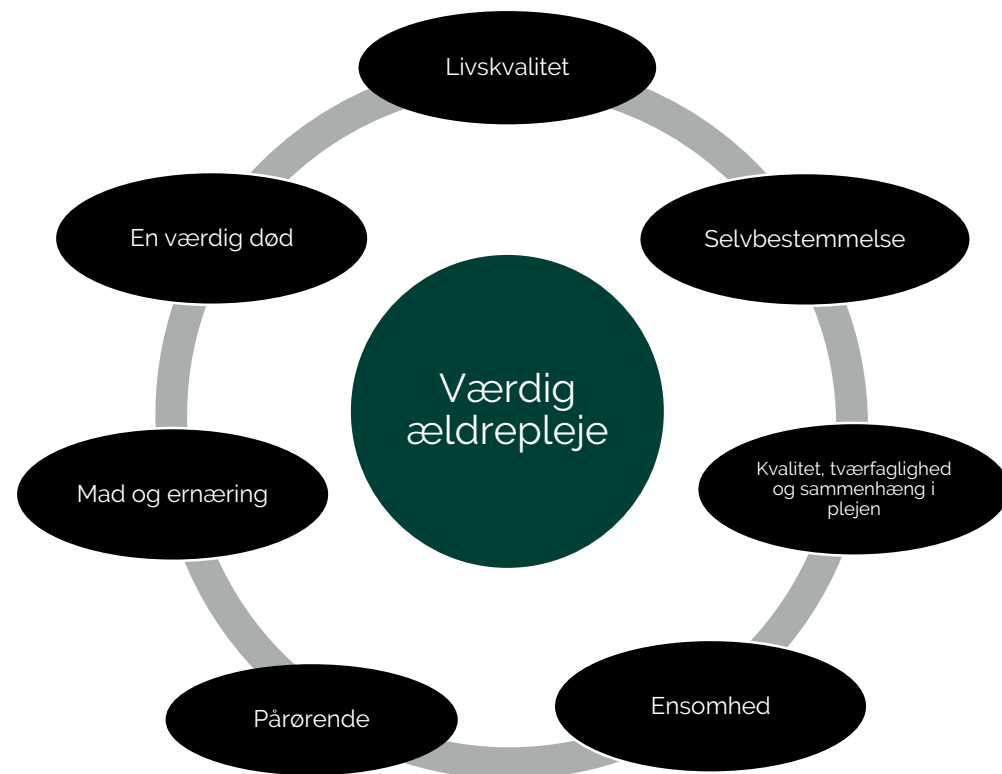 Livskvalitet
En værdig død
Selvbestemmelse
Værdig
ældrepleje
Mad og ernæring
Kvalitet, tværfaglighed
og sammenhæng i
plejen
Pårørende
Ensomhed